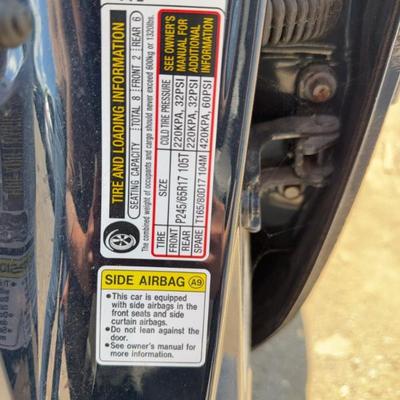 TIRE AND LOADING INFORMATION
SEATING CAPACITY TOTAL 8 FRONT 2 REAR 6
The combined weight of occupants and cargo should never exceed 600kg or 1320lbs.
TIRE SIZE COLD TIRE PRESSURE
FRONT P245/65R17 105T 220KPA, 32PSI
REAR 220KPA, 32PSI
SPARE T165/80D17 104M 420KPA, 60PSI
SEE OWNER'S
MANUAL FOR
ADDITIONAL
INFORMATION
SIDE AIRBAG A9
●This car is equipped
with side airbags in the
front seats and side
curtain airbags.
●Do not lean against the
door.
●See owner's manual for
more information.